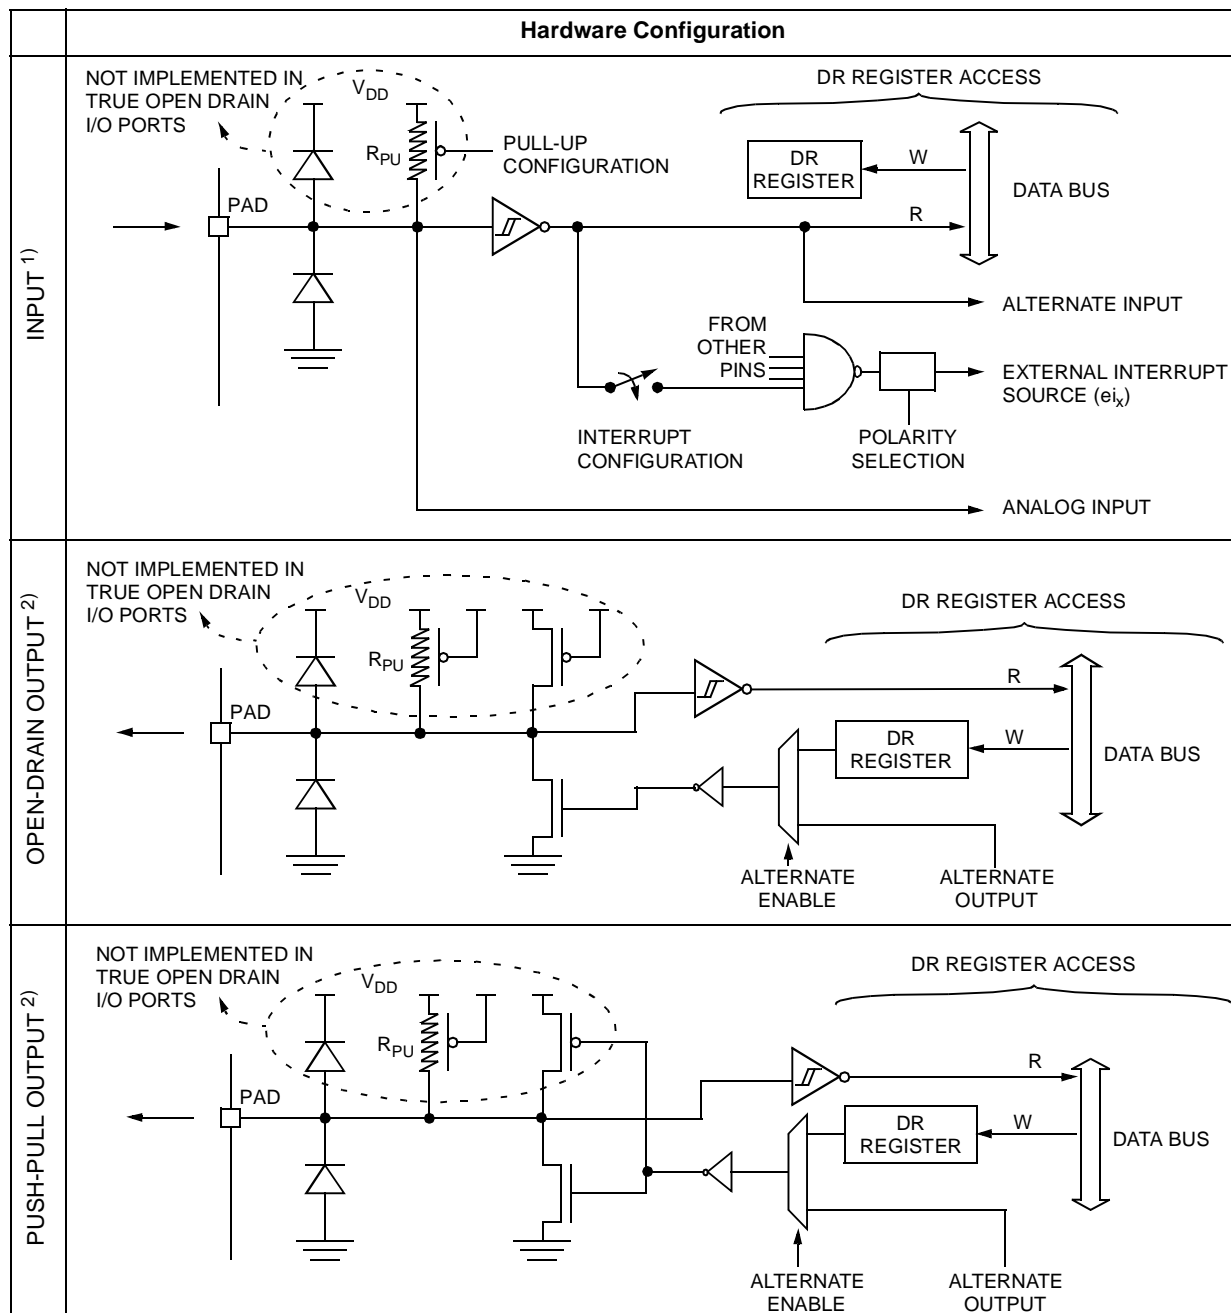 Hardware Configuration
INPUT 1)
NOT IMPLEMENTED IN
TRUE OPEN DRAIN
I/O PORTS
VDD
RPU
PULL-UP
CONFIGURATION
PAD
DR REGISTER ACCESS
DR
REGISTER
W
R
DATA BUS
ALTERNATE INPUT
FROM
OTHER
PINS
EXTERNAL INTERRUPT
SOURCE (eix)
INTERRUPT
CONFIGURATION
POLARITY
SELECTION
ANALOG INPUT
OPEN-DRAIN OUTPUT 2)
NOT IMPLEMENTED IN
TRUE OPEN DRAIN
I/O PORTS
VDD
RPU
PAD
DR REGISTER ACCESS
R
DR
REGISTER
W
DATA BUS
ALTERNATE
ENABLE
ALTERNATE
OUTPUT
PUSH-PULL OUTPUT 2)
NOT IMPLEMENTED IN
TRUE OPEN DRAIN
I/O PORTS
VDD
RPU
PAD
DR REGISTER ACCESS
R
DR
REGISTER
W
DATA BUS
ALTERNATE
ENABLE
ALTERNATE
OUTPUT